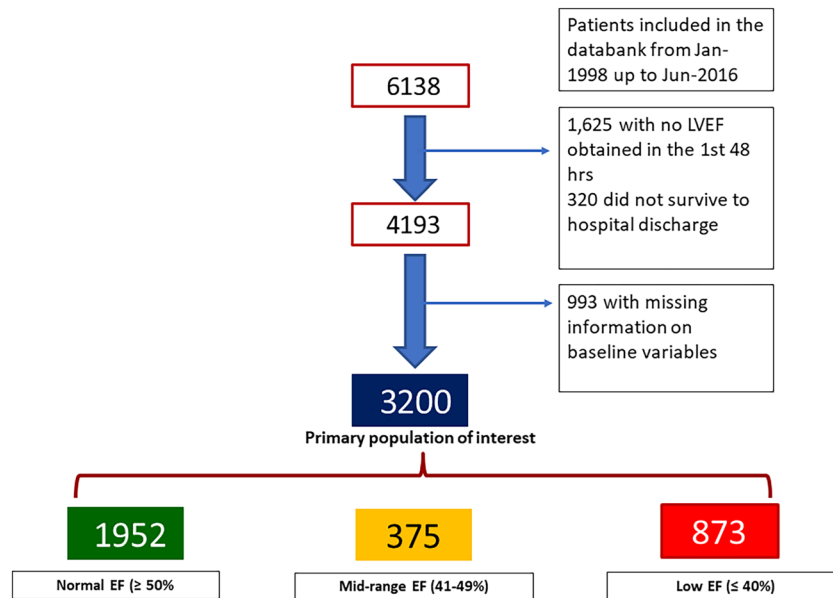 Patients included in the
databank from Jan-
1998 up to Jun-2016
6138
1,625 with no LVEF
obtained in the 1st 48
hrs
320 did not survive to
hospital discharge
4193
993 with missing
information on
baseline variables
3200
Primary population of interest
1952
375
873
Normal EF (≥ 50%
Mid-range EF (41-49%)
Low EF (≤ 40%)